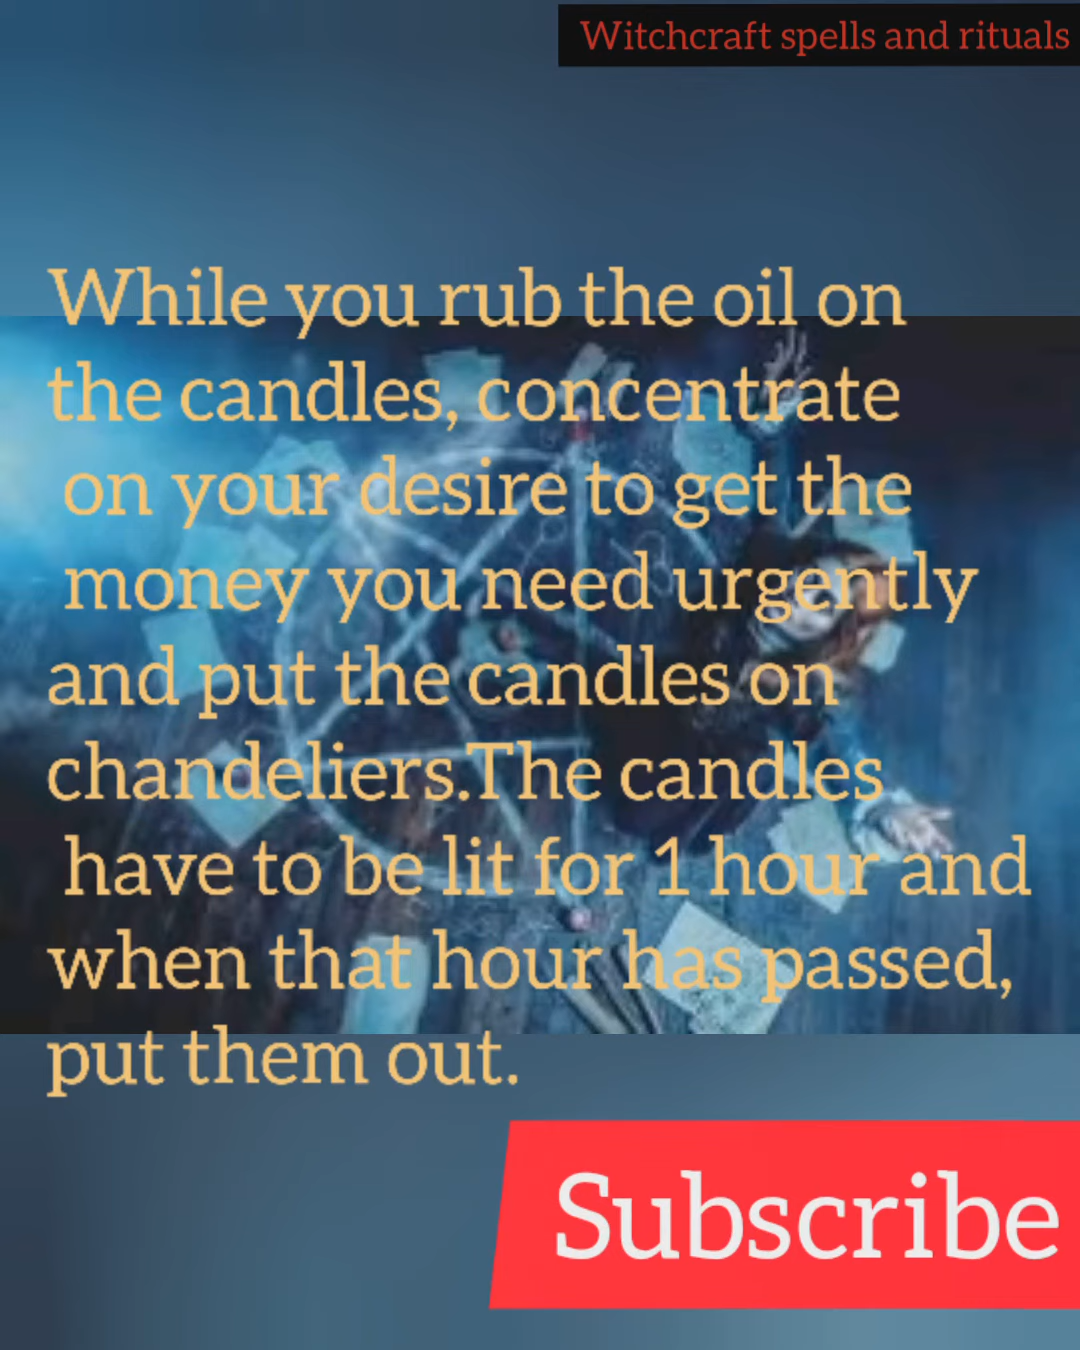 Witchcraft spells and rituals
While you rub the oil on
the candles, concentrate
on your desire to get the
money you need urgently
and put the candles on
chandeliers.The candles
have to be lit for 1 hour and
when that hour has passed,
put them out.
Subscribe